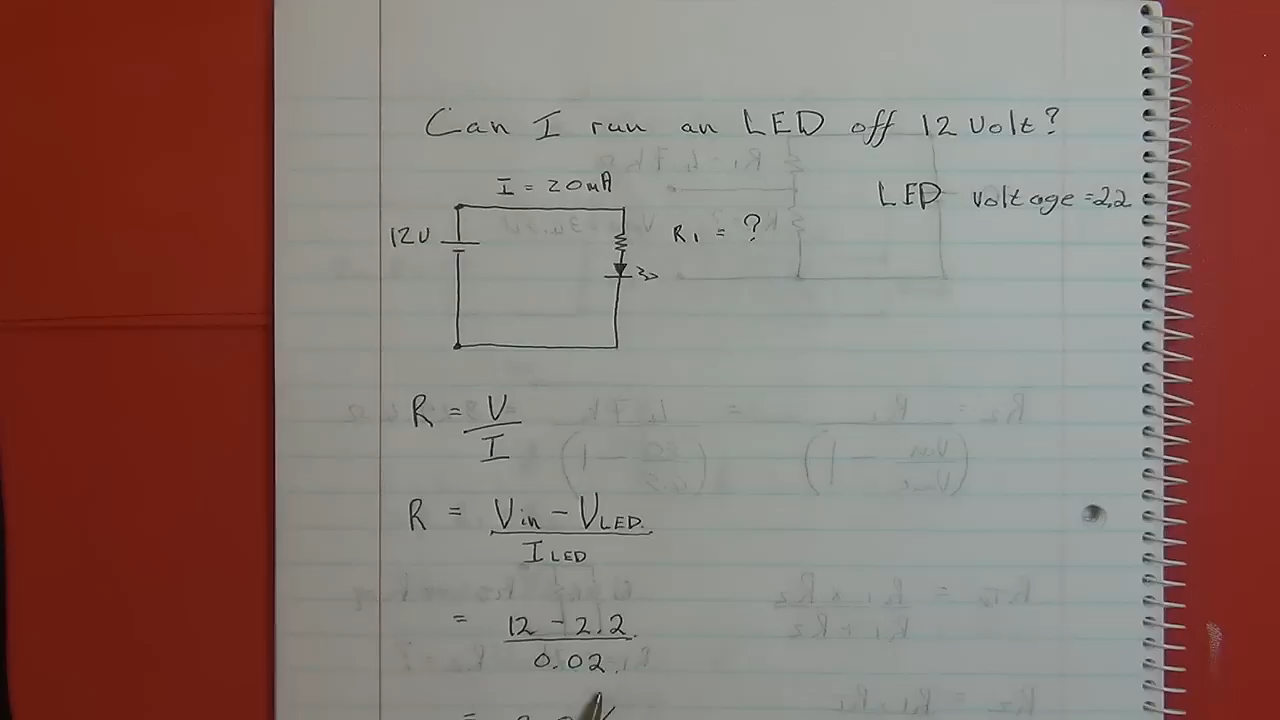 Can I run an LED off 12 Volt?
I = 20mA
LED voltage = 2.2
12V
R1 = ?
R = V
I
R = Vin - VLED
ILED
= 12 - 2.2
0.02
=